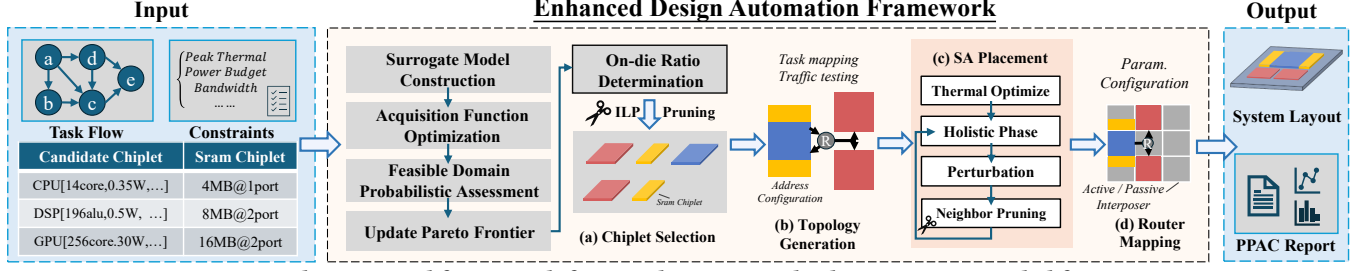 Input
Enhanced Design Automation Framework
Output
a
d
e
b
c
Task Flow
Peak Thermal
Power Budget
Bandwidth
... ...
Constraints
Candidate Chiplet
Sram Chiplet
CPU[14core,0.35W,...]
4MB@1port
DSP[196alu,0.5W, ...]
8MB@2port
GPU[256core.30W,...]
16MB@2port
Surrogate Model
Construction
Acquisition Function
Optimization
Feasible Domain
Probabilistic Assessment
Update Pareto Frontier
On-die Ratio
Determination
ILP Pruning
Sram Chiplet
(a) Chiplet Selection
Task mapping
Traffic testing
R
Address
Configuration
(b) Topology
Generation
(c) SA Placement
Thermal Optimize
Holistic Phase
Perturbation
Neighbor Pruning
Param.
Configuration
R
Active / Passive
Interposer
(d) Router
Mapping
System Layout
PPAC Report